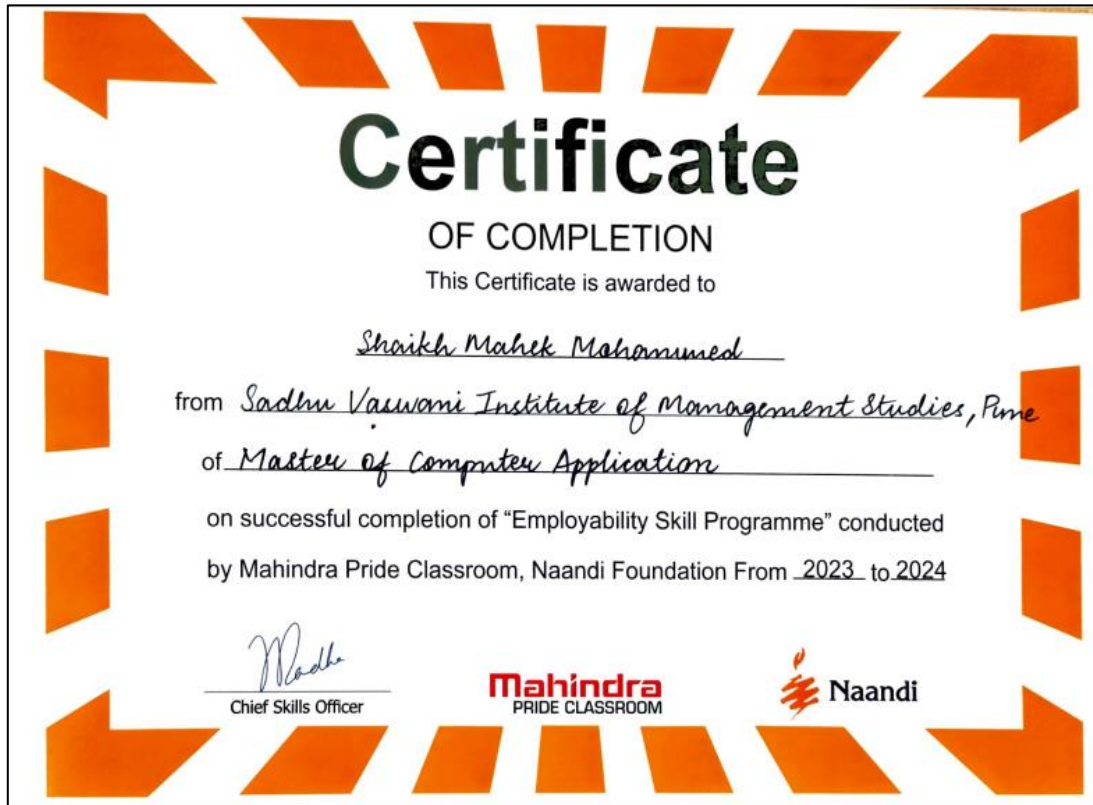 Certificate
OF COMPLETION
This Certificate is awarded to
Shaikh Mahek Mohammed
from Sadhu Vaswani Institute of Management Studies, Pune
of Master of Computer Application
on successful completion of "Employability Skill Programme" conducted
by Mahindra Pride Classroom, Naandi Foundation From 2023 to 2024
Chief Skills Officer
Mahindra
PRIDE CLASSROOM
Naandi